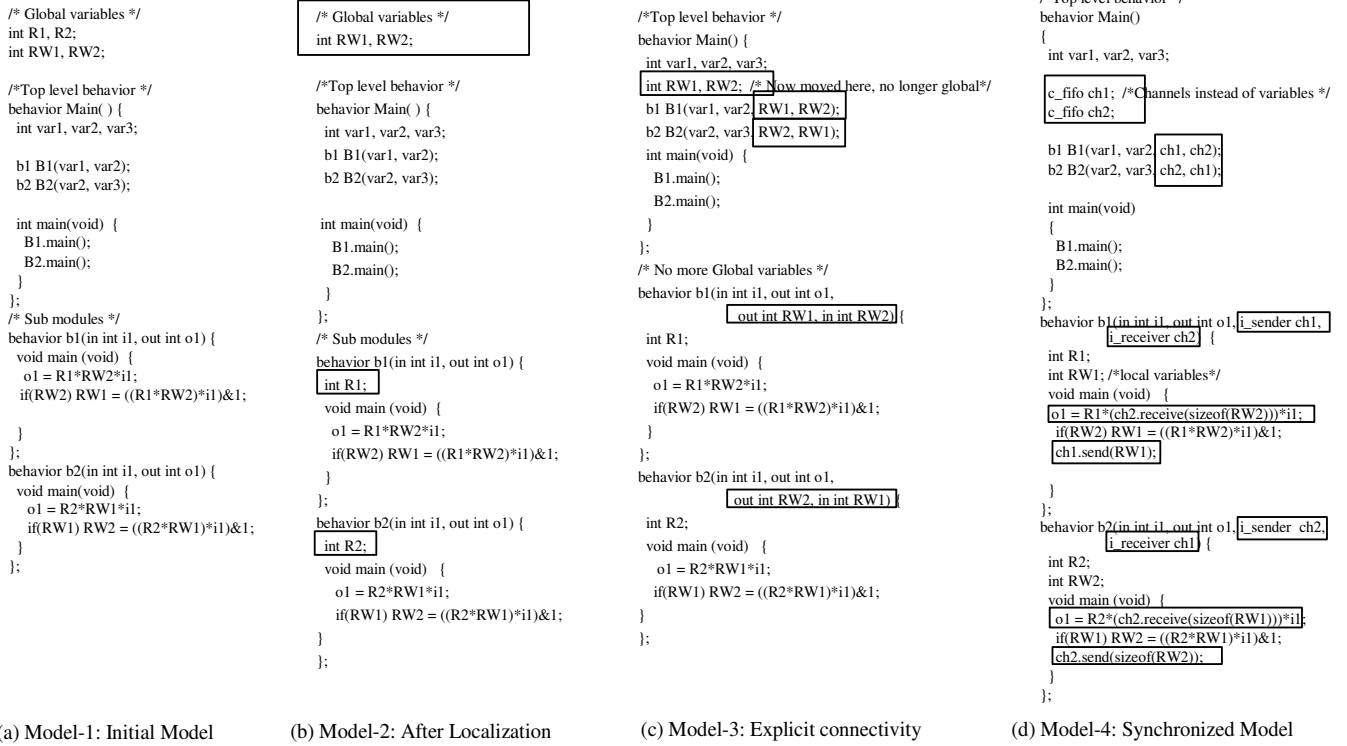 /* Global variables */
int R1, R2;
int RW1, RW2;
/*Top level behavior */
behavior Main( ) {
int var1, var2, var3;
b1 B1(var1, var2);
b2 B2(var2, var3);
int main(void) {
B1.main();
B2.main();
}
};
/* Sub modules */
behavior b1(in int i1, out int o1) {
void main (void) {
o1 = R1*RW2*i1;
if(RW2) RW1 = ((R1*RW2)*i1)&1;
}
};
behavior b2(in int i1, out int o1) {
void main(void) {
o1 = R2*RW1*i1;
if(RW1) RW2 = ((R2*RW1)*i1)&1;
}
};
(a) Model-1: Initial Model
/* Global variables */
int RW1, RW2;
/*Top level behavior */
behavior Main( ) {
int var1, var2, var3;
b1 B1(var1, var2);
b2 B2(var2, var3);
int main(void) {
B1.main();
B2.main();
}
};
/* Sub modules */
behavior b1(in int i1, out int o1) {
int R1;
void main (void) {
o1 = R1*RW2*i1;
if(RW2) RW1 = ((R1*RW2)*i1)&1;
}
};
behavior b2(in int i1, out int o1) {
int R2;
void main (void) {
o1 = R2*RW1*i1;
if(RW1) RW2 = ((R2*RW1)*i1)&1;
}
};
(b) Model-2: After Localization
/*Top level behavior */
behavior Main() {
int var1, var2, var3;
int RW1, RW2; /* Now moved here, no longer global*/
b1 B1(var1, var2, RW1, RW2);
b2 B2(var2, var3, RW2, RW1);
int main(void) {
B1.main();
B2.main();
}
};
/* No more Global variables */
behavior b1(in int i1, out int o1,
out int RW1, in int RW2) {
int R1;
void main (void) {
o1 = R1*RW2*i1;
if(RW2) RW1 = ((R1*RW2)*i1)&1;
}
};
behavior b2(in int i1, out int o1,
out int RW2, in int RW1) {
int R2;
void main (void) {
o1 = R2*RW1*i1;
if(RW1) RW2 = ((R2*RW1)*i1)&1;
}
};
(c) Model-3: Explicit connectivity
/* Top level behavior */
behavior Main()
{
int var1, var2, var3;
c_fifo ch1; /*Channels instead of variables */
c_fifo ch2;
b1 B1(var1, var2, ch1, ch2);
b2 B2(var2, var3, ch2, ch1);
int main(void)
{
B1.main();
B2.main();
}
};
behavior b1(in int i1, out int o1, i_sender ch1,
i_receiver ch2) {
int R1;
int RW1; /*local variables*/
void main (void) {
o1 = R1*(ch2.receive(sizeof(RW2)))*i1;
if(RW2) RW1 = ((R1*RW2)*i1)&1;
ch1.send(RW1);
}
};
behavior b2(in int i1, out int o1, i_sender ch2,
i_receiver ch1) {
int R2;
int RW2;
void main (void) {
o1 = R2*(ch2.receive(sizeof(RW1)))*i1;
if(RW1) RW2 = ((R2*RW1)*i1)&1;
ch2.send(sizeof(RW2));
}
};
(d) Model-4: Synchronized Model